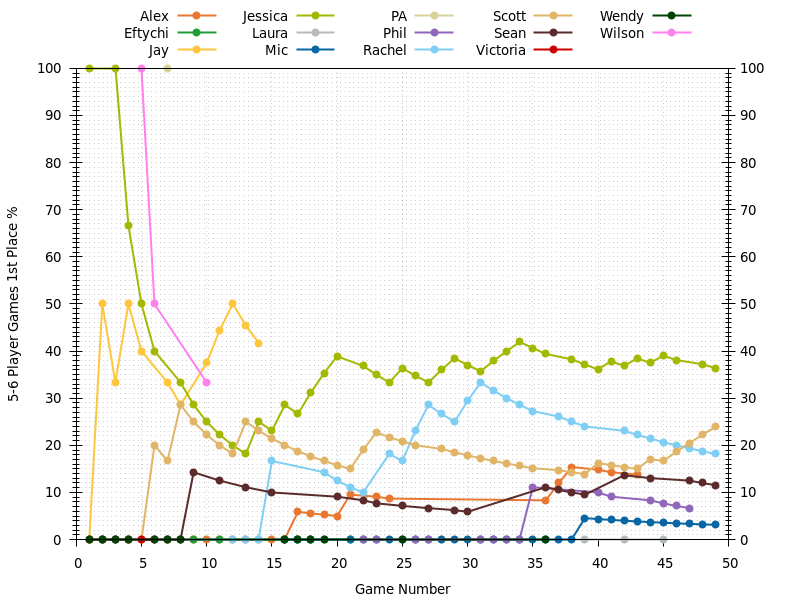 Alex Jessica PA Scott Wendy
Eftychi Laura Phil Sean Wilson
Jay Mic Rachel Victoria
100 100
90 90
80 80
70 70
60 60
50 50
40 40
30 30
20 20
10 10
0 0
0 5 10 15 20 25 30 35 40 45 50
5-6 Player Games 1st Place %
Game Number